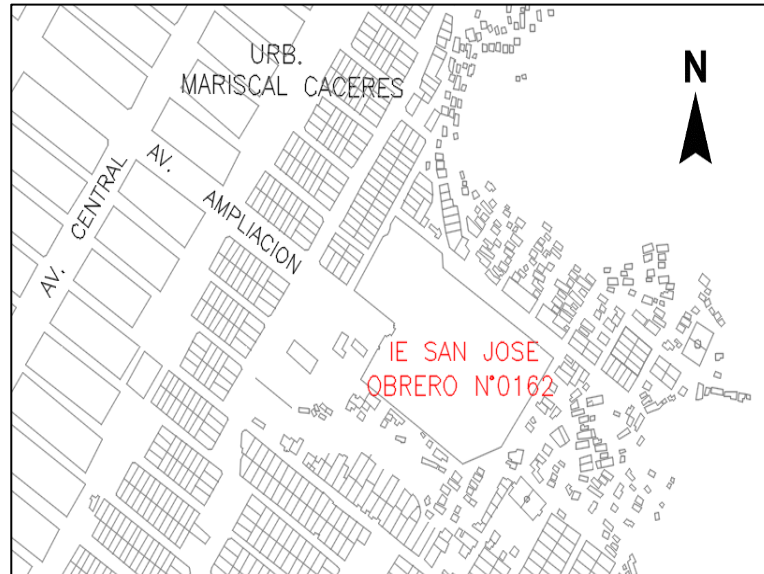 URB.
MARISCAL CACERES
N
AV. AMPLIACION
AV. CENTRAL
IE SAN JOSE
OBRERO N°0162